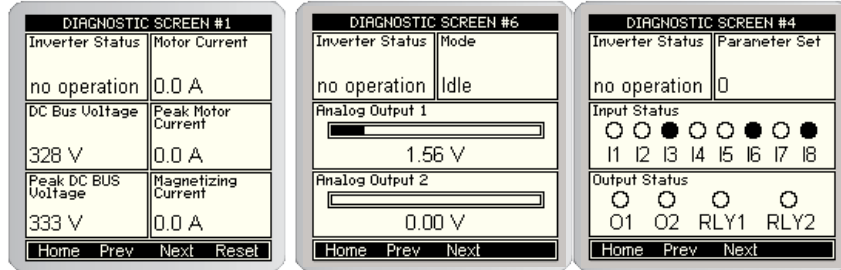 DIAGNOSTIC SCREEN #1
Inverter Status Motor Current
no operation 0.0 A
DC Bus Voltage Peak Motor
Current
328 V 0.0 A
Peak DC BUS Magnetizing
Voltage Current
333 V 0.0 A
Home Prev Next Reset
DIAGNOSTIC SCREEN #6
Inverter Status Mode
no operation Idle
Analog Output 1
1.56 V
Analog Output 2
0.00 V
Home Prev Next
DIAGNOSTIC SCREEN #4
Inverter Status Parameter Set
no operation 0
Input Status
I1 I2 I3 I4 I5 I6 I7 I8
Output Status
O1 O2 RLY1 RLY2
Home Prev Next